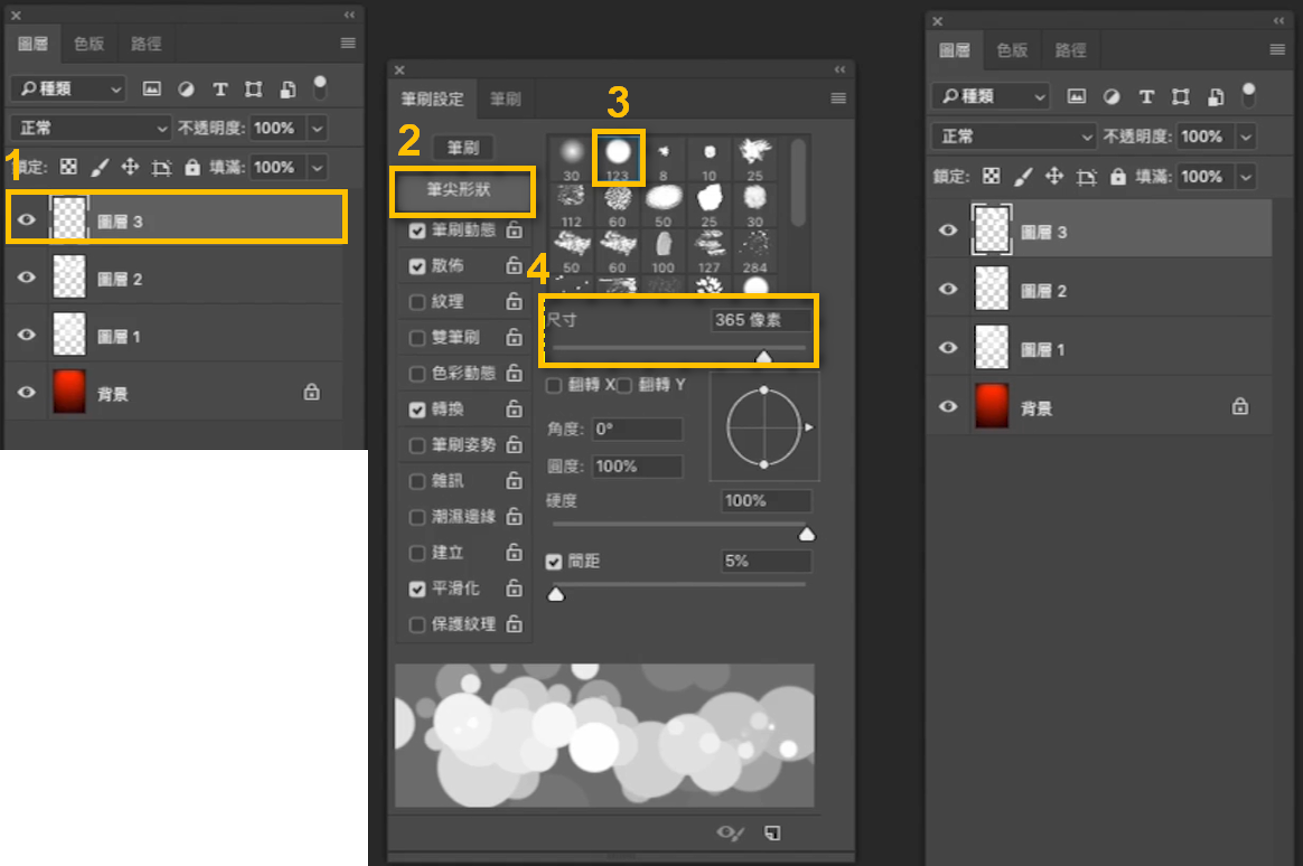 圖層 色版 路徑
種類
正常 不透明度: 100%
1
鎖定: 填滿: 100%
圖層 3
圖層 2
圖層 1
背景
筆刷設定 筆刷
2
筆刷
筆尖形狀
筆刷動態
散佈
紋理
雙筆刷
色彩動態
轉換
筆刷姿勢
雜訊
潮濕邊緣
建立
平滑化
保護紋理
3
30 123 8 10 25
112 60 50 25 30
50 60 100 127 284
4
尺寸 365 像素
翻轉 X 翻轉 Y
角度: 0°
圓度: 100%
硬度 100%
間距 5%
圖層 色版 路徑
種類
正常 不透明度: 100%
鎖定: 填滿: 100%
圖層 3
圖層 2
圖層 1
背景